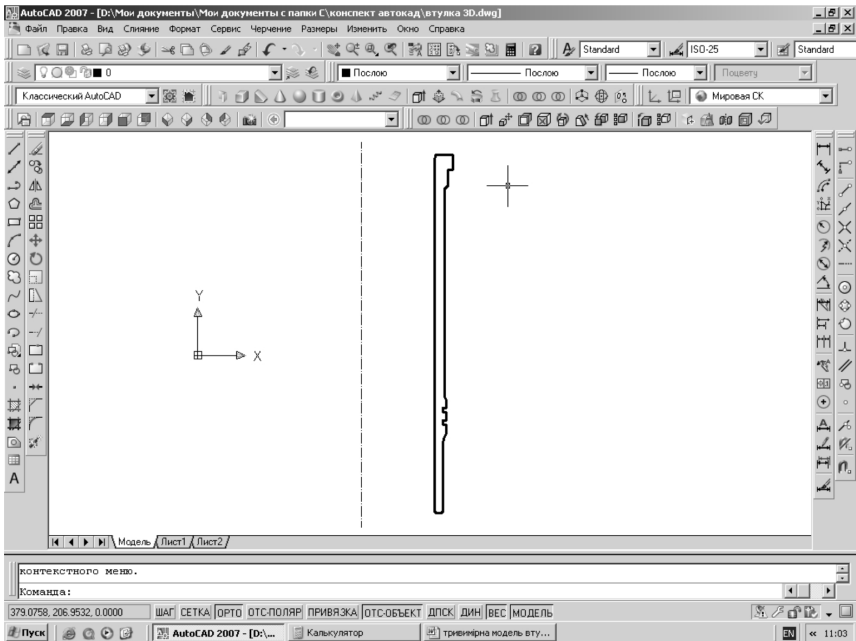 AutoCAD 2007 - [D:\Мои документы\Мои документы с папки С\конспект автокад\втулка 3D.dwg]
Файл Правка Вид Слияние Формат Сервис Черчение Размеры Изменить Окно Справка
Standard ISO-25 Standard
0 Послою Послою Послою Поцвету
Классический AutoCAD Мировая СК
Y
X
A
Модель Лист1 Лист2
контекстного меню.
Команда:
379.0758, 206.9532, 0.0000 ШАГ СЕТКА ОРТО ОТС-ПОЛЯР ПРИВЯЗКА ОТС-ОБЪЕКТ ДПСК ДИН ВЕС МОДЕЛЬ
Пуск AutoCAD 2007 - [D:\... Калькулятор тривимірна модель вту... EN « 11:03